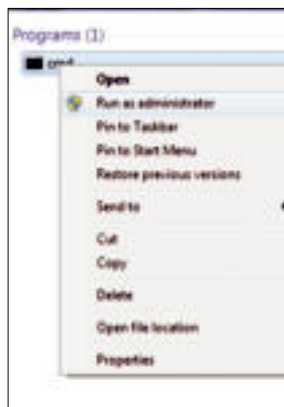 Programs (1)
cmd
Open
Run as administrator
Pin to Taskbar
Pin to Start Menu
Restore previous versions
Send to
Cut
Copy
Delete
Open file location
Properties